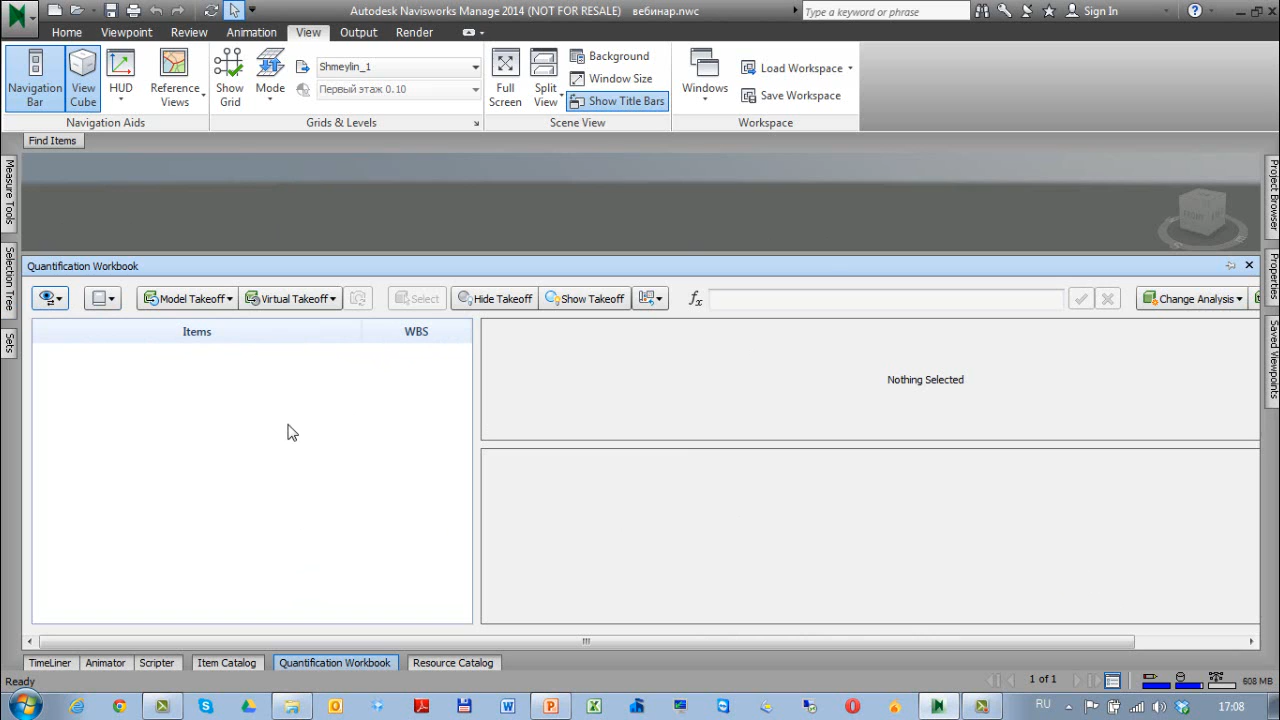 Autodesk Navisworks Manage 2014 (NOT FOR RESALE) вебинар.nwc
Type a keyword or phrase
Sign In
Home Viewpoint Review Animation View Output Render
Navigation Bar
View Cube
HUD
Reference Views
Navigation Aids
Show Grid
Mode
Shmeylin_1
Первый этаж 0.10
Grids & Levels
Full Screen
Split View
Background
Window Size
Show Title Bars
Scene View
Windows
Load Workspace
Save Workspace
Workspace
Find Items
Measure Tools
Selection Tree
Sets
Project Browser
Properties
Saved Viewpoints
Quantification Workbook
Model Takeoff
Virtual Takeoff
Select
Hide Takeoff
Show Takeoff
fx
Change Analysis
Items WBS
Nothing Selected
TimeLiner Animator Scripter Item Catalog Quantification Workbook Resource Catalog
Ready
1 of 1
608 MB
RU
17:08